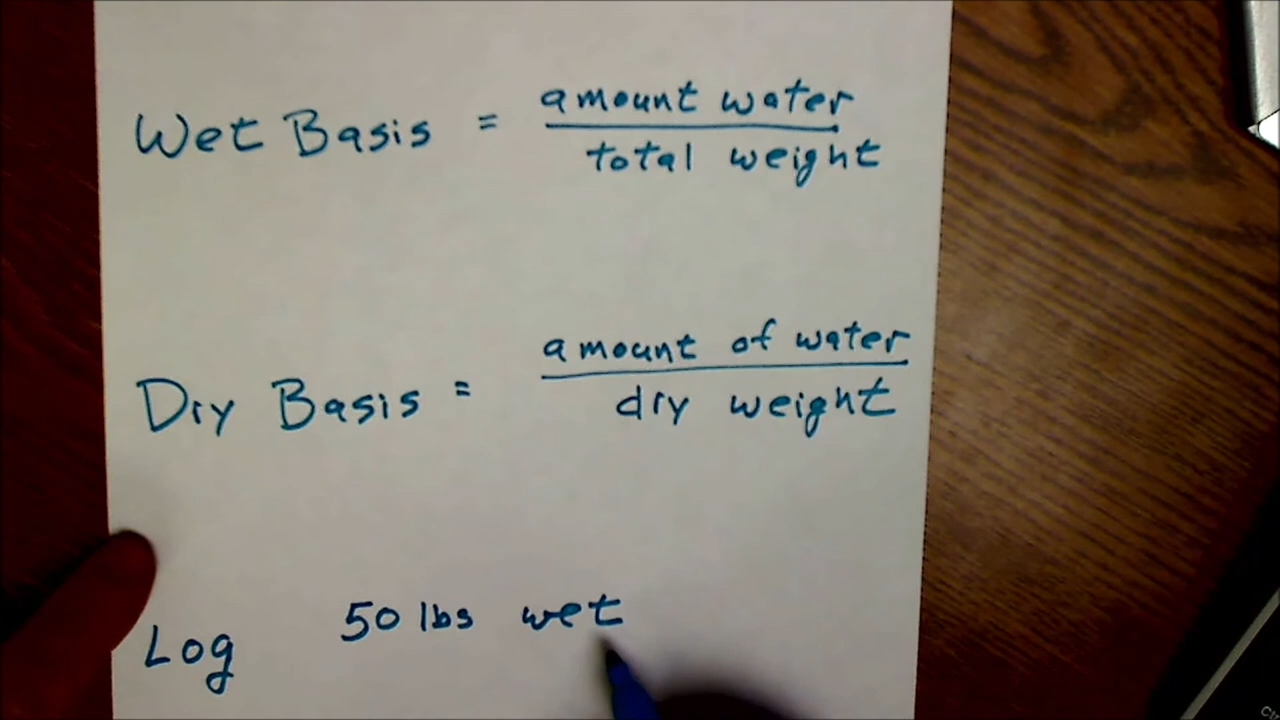 Wet Basis = amount water
total weight
Dry Basis = amount of water
dry weight
Log 50 lbs wet